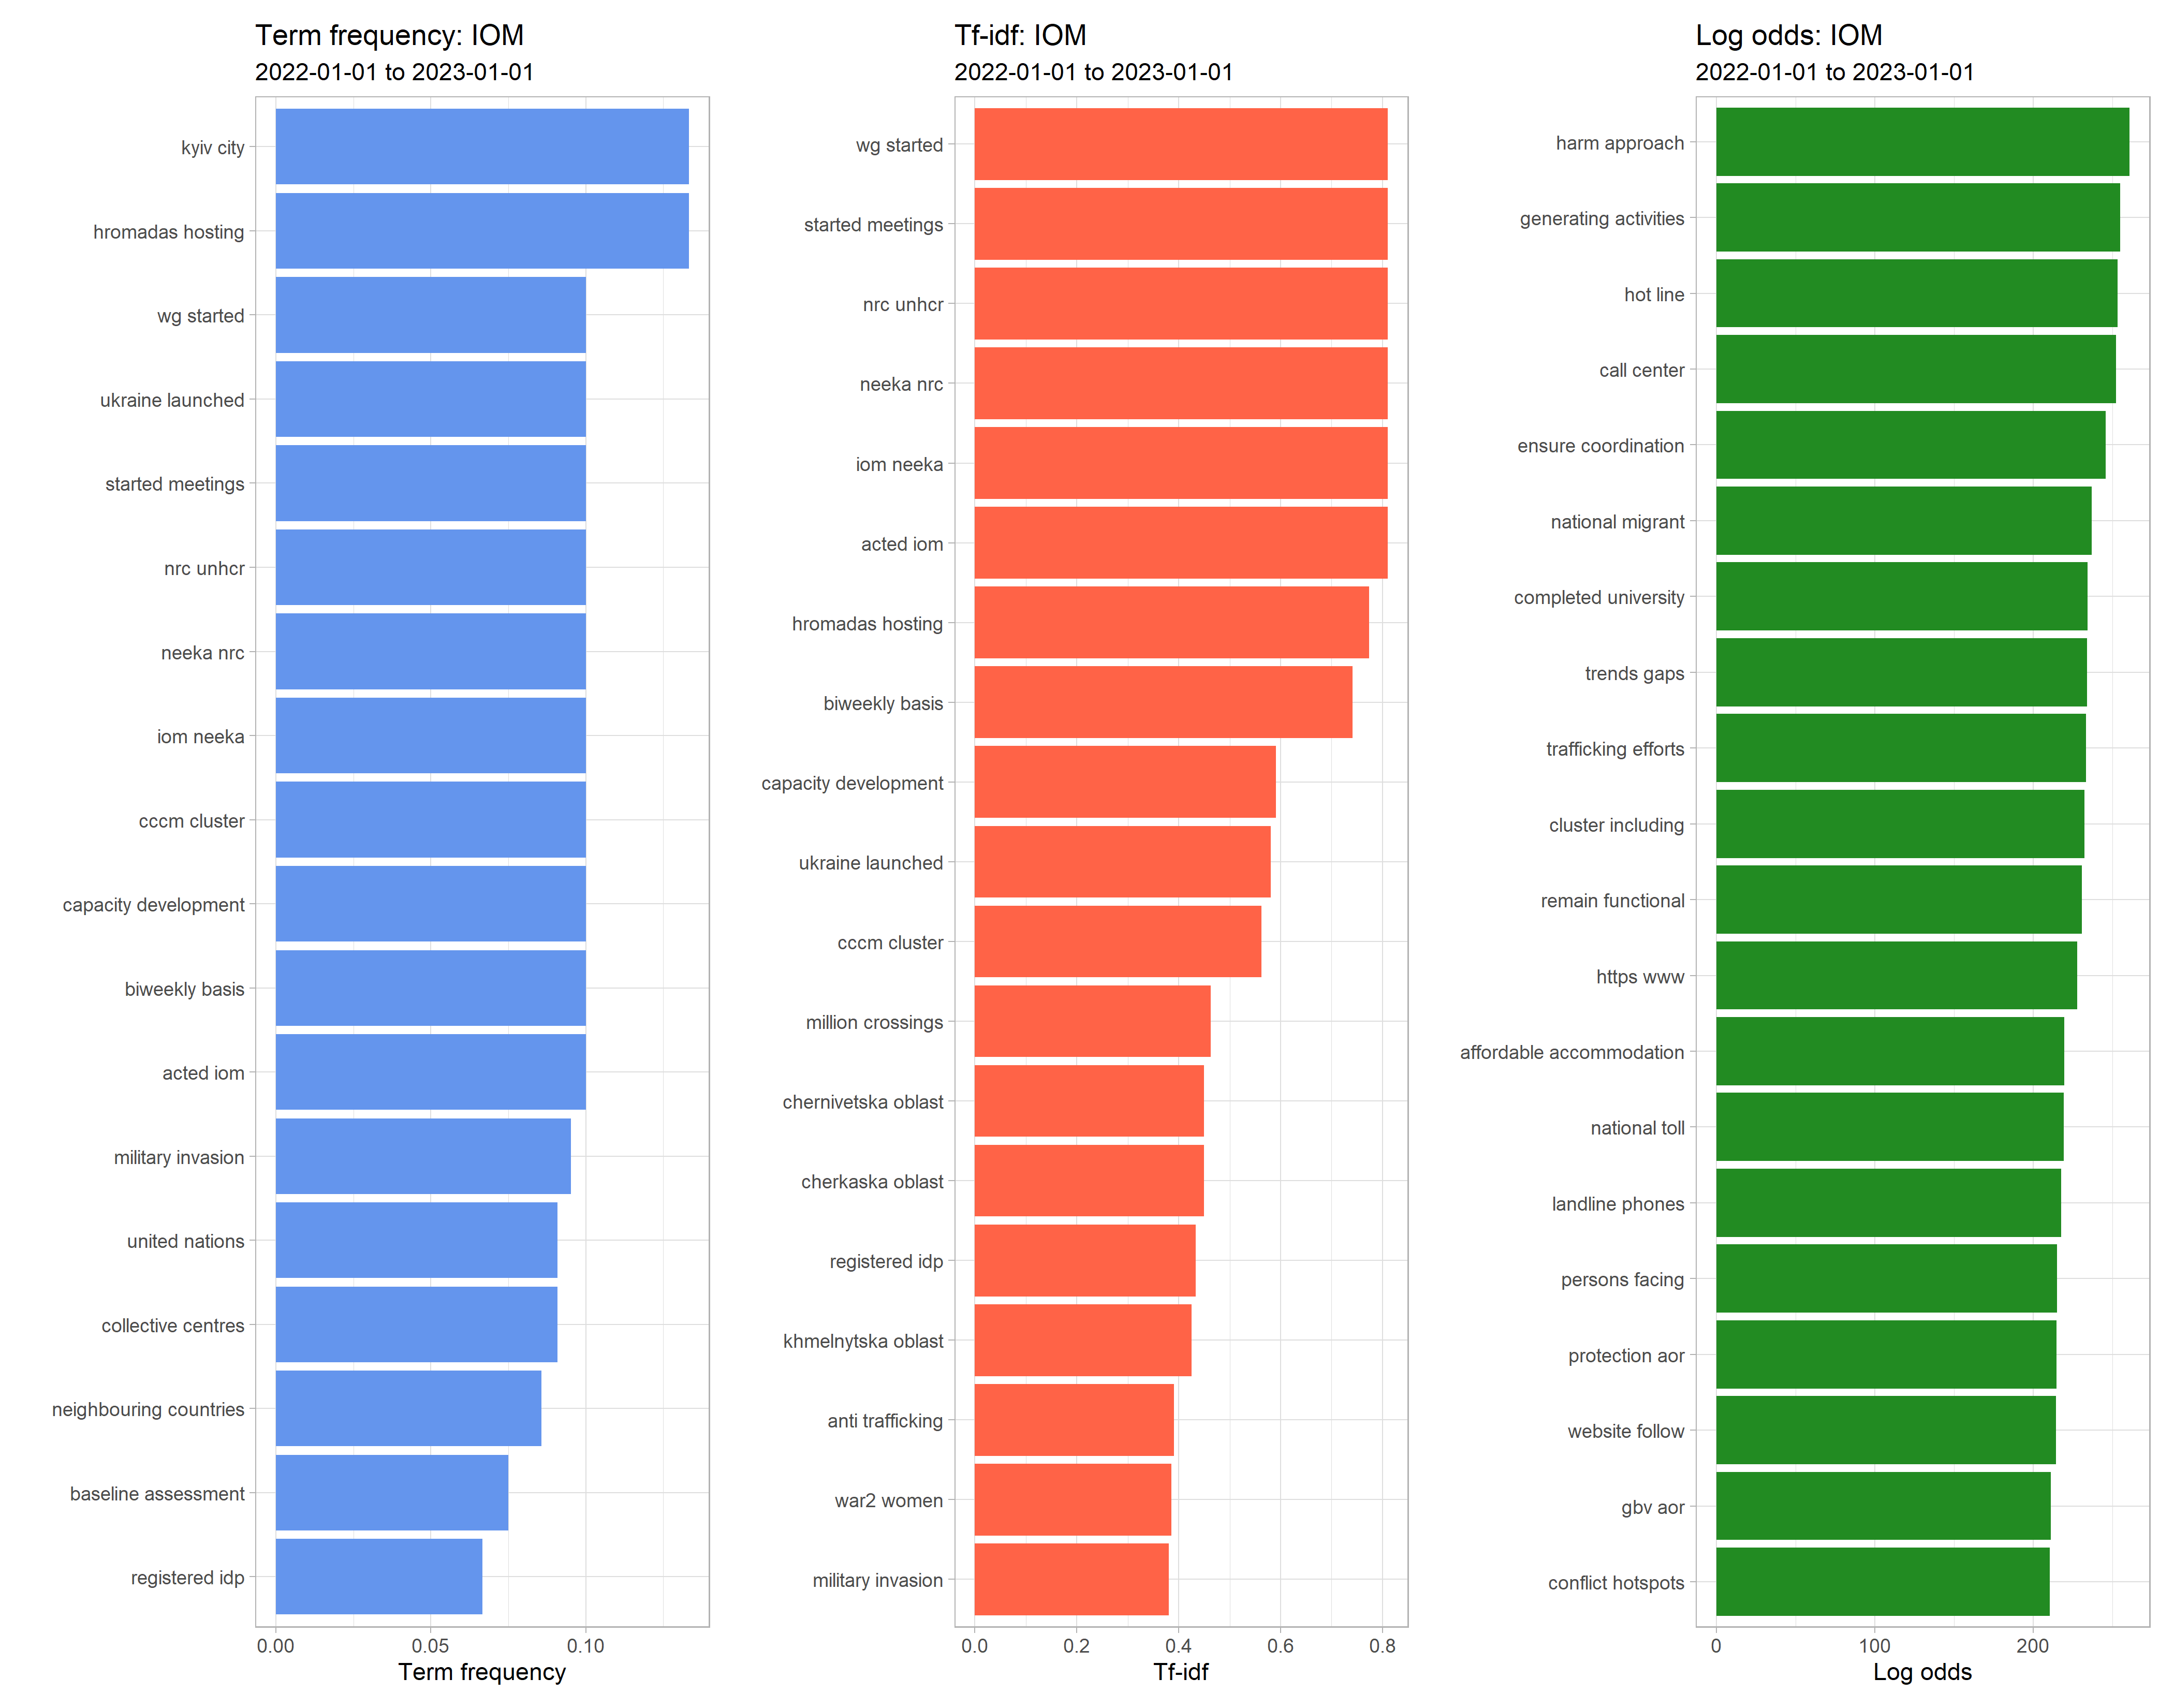 Term frequency: IOM
2022-01-01 to 2023-01-01
kyiv city
hromadas hosting
wg started
ukraine launched
started meetings
nrc unhcr
neeka nrc
iom neeka
cccm cluster
capacity development
biweekly basis
acted iom
military invasion
united nations
collective centres
neighbouring countries
baseline assessment
registered idp
0.00 0.05 0.10
Term frequency
Tf-idf: IOM
2022-01-01 to 2023-01-01
wg started
started meetings
nrc unhcr
neeka nrc
iom neeka
acted iom
hromadas hosting
biweekly basis
capacity development
ukraine launched
cccm cluster
million crossings
chernivetska oblast
cherkaska oblast
registered idp
khmelnytska oblast
anti trafficking
war2 women
military invasion
0.0 0.2 0.4 0.6 0.8
Tf-idf
Log odds: IOM
2022-01-01 to 2023-01-01
harm approach
generating activities
hot line
call center
ensure coordination
national migrant
completed university
trends gaps
trafficking efforts
cluster including
remain functional
https www
affordable accommodation
national toll
landline phones
persons facing
protection aor
website follow
gbv aor
conflict hotspots
0 100 200
Log odds